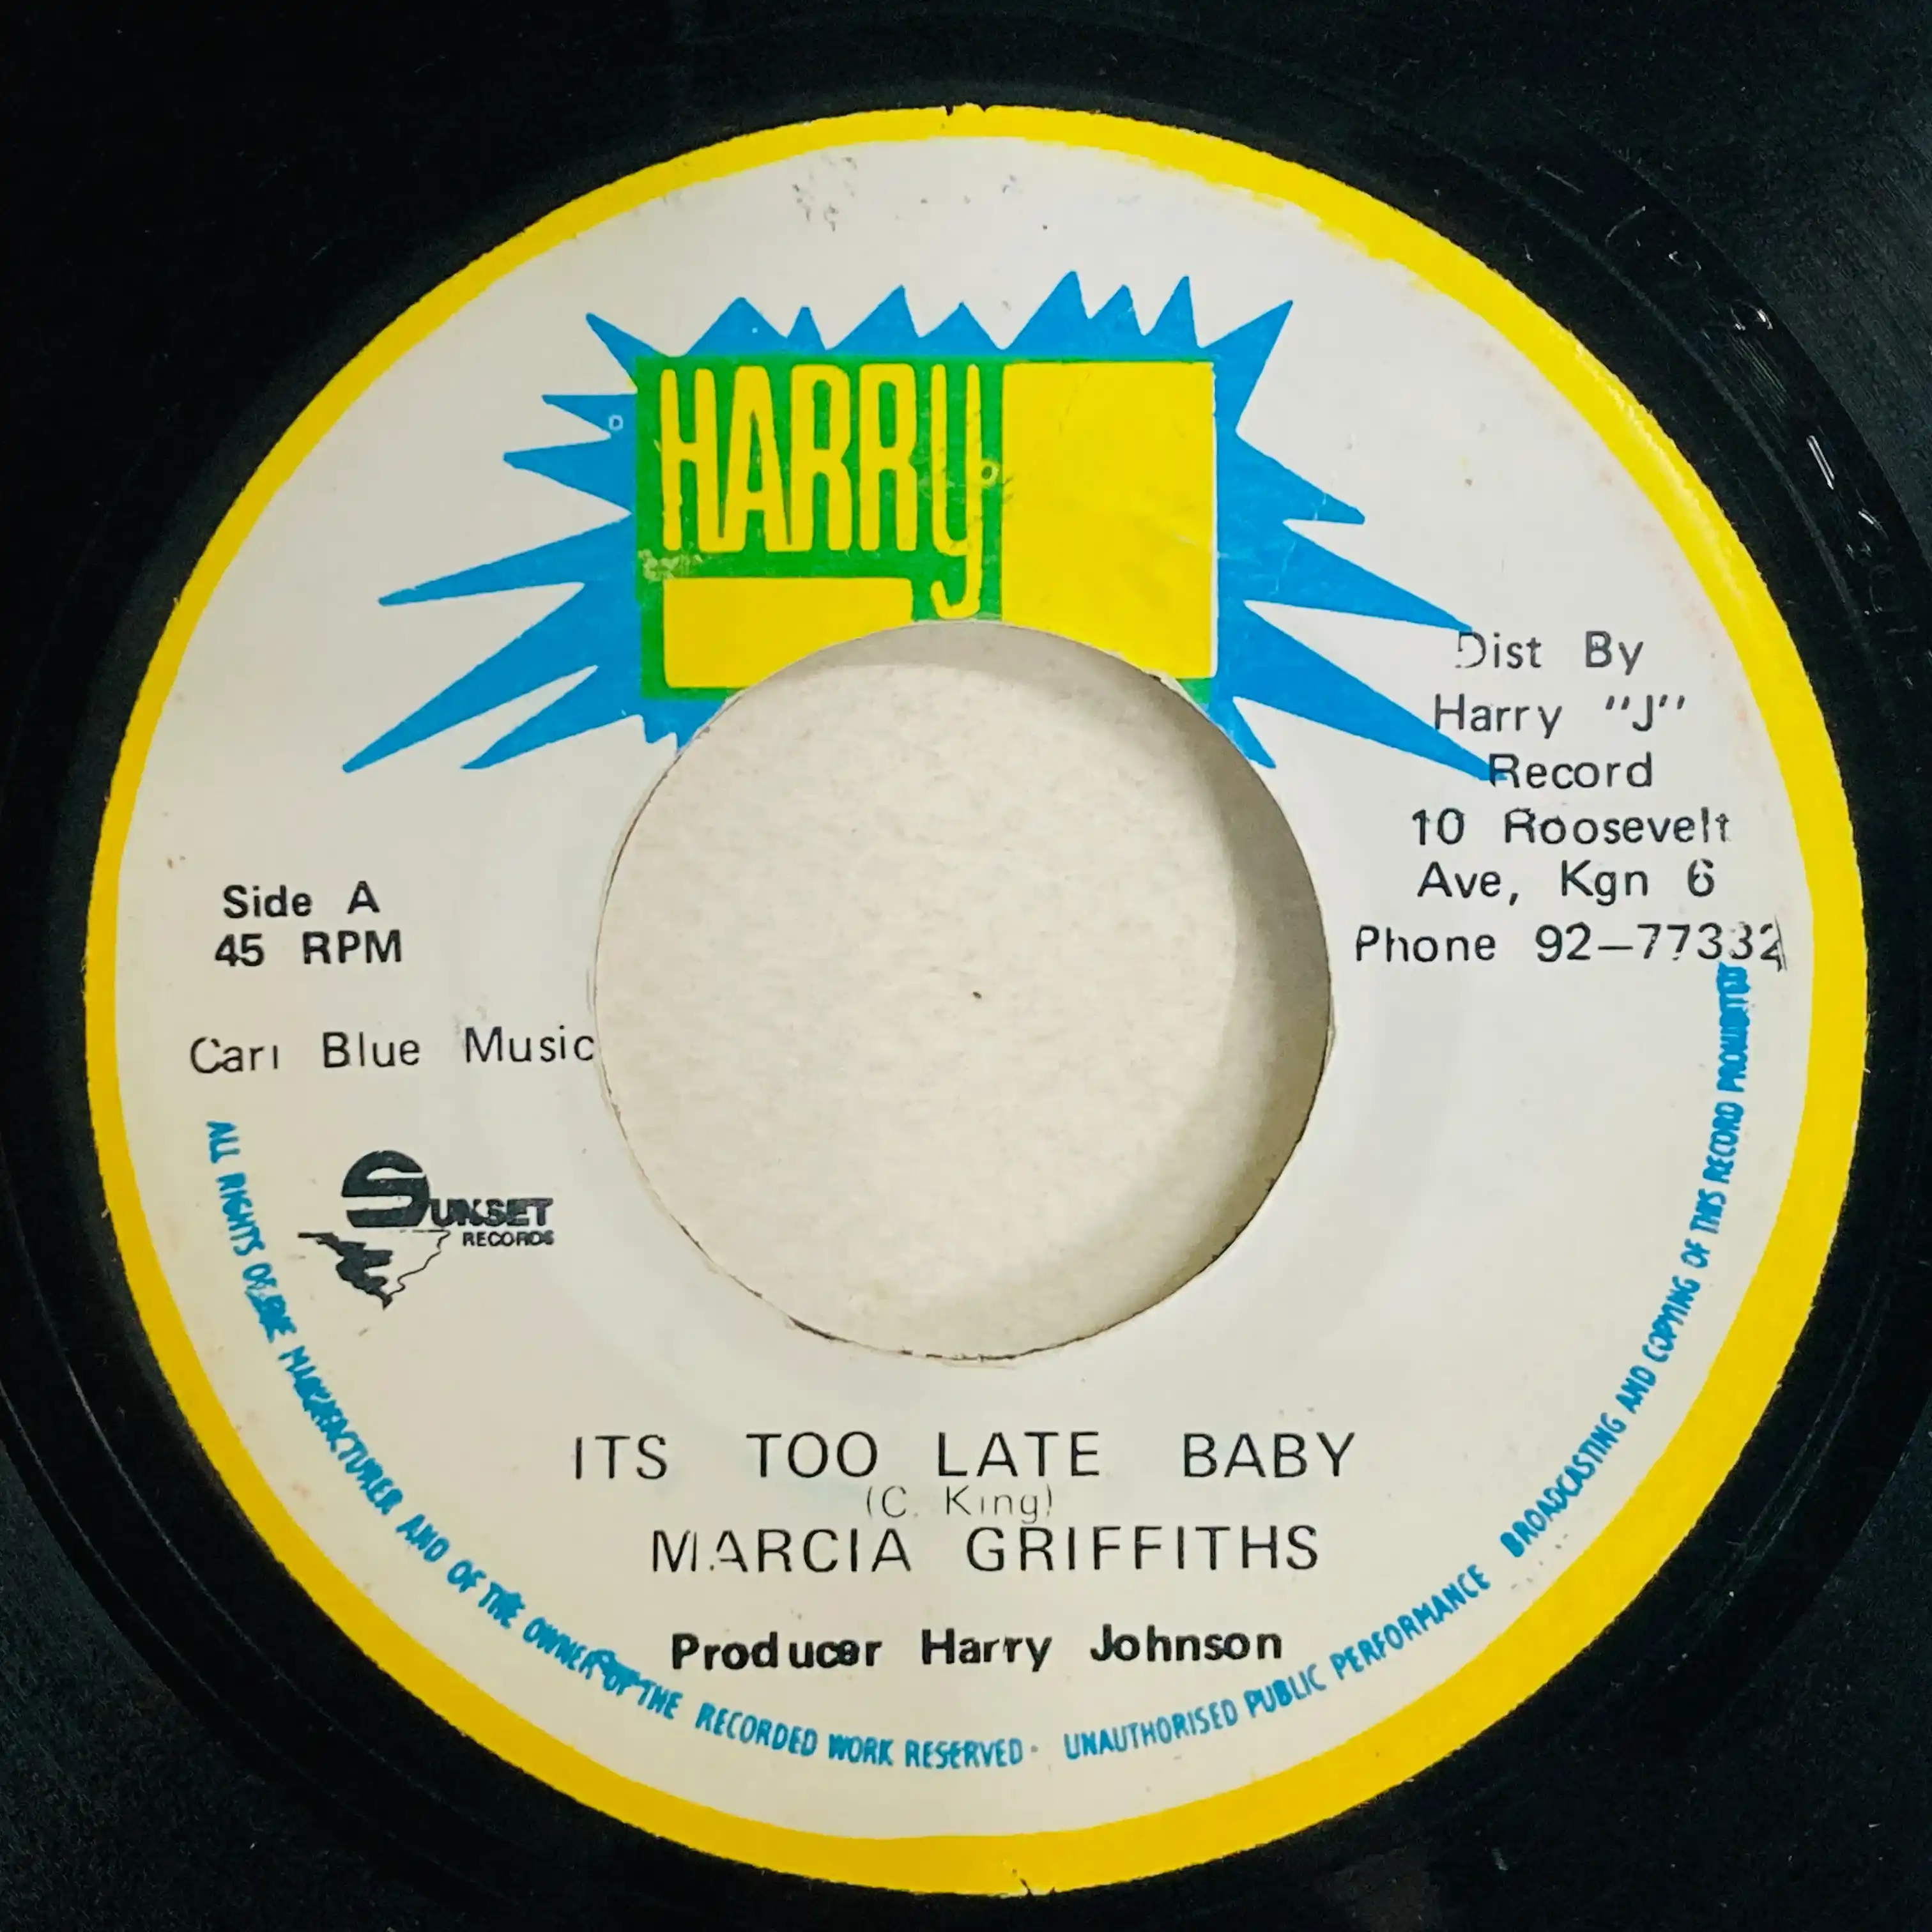 HARRY
Dist By
Harry "J"
Record
10 Roosevelt
Ave, Kgn 6
Phone 92-77332
Side A
45 RPM
Cari Blue Music
SUNSET
RECORDS
ITS TOO LATE BABY
(C. King)
MARCIA GRIFFITHS
Producer Harry Johnson
ALL RIGHTS OF THE MANUFACTURER AND OF THE OWNER OF THE RECORDED WORK RESERVED · UNAUTHORISED PUBLIC PERFORMANCE BROADCASTING AND COPYING OF THIS RECORD PROHIBITED